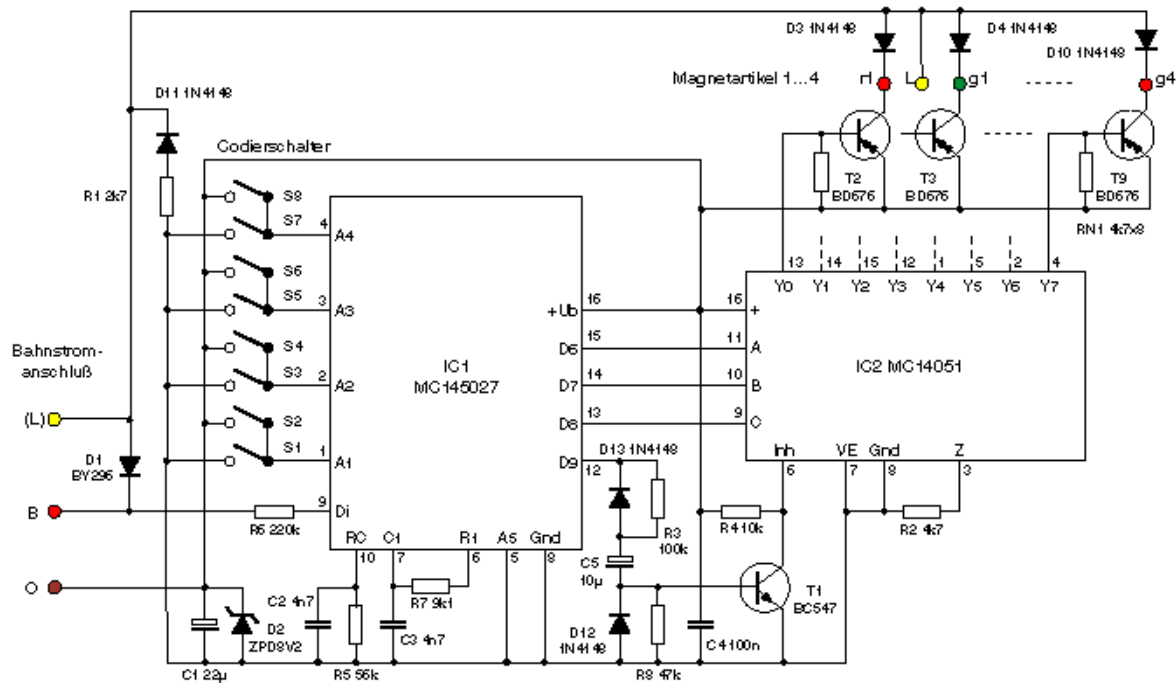 D3 1N4148
D4 1N4148
D10 1N4148
Magnetartikel 1...4
r1
L
g1
g4
D11 1N4148
Codierschalter
R1 2k7
T2
BD676
T3
BD676
T9
BD676
RN1 4k7x8
S8
S7
4
A4
S6
S5
3
A3
S4
S3
2
A2
S2
S1
1
A1
9
Di
IC1
MC145027
+Ub
16
D6
15
D7
14
D8
13
D9
12
RC
10
C1
7
R1
6
A5
5
Gnd
8
13
14
15
12
1
5
2
4
Y0
Y1
Y2
Y3
Y4
Y5
Y6
Y7
16
+
11
A
10
B
9
C
IC2 MC14051
Inh
6
VE
7
Gnd
8
Z
3
Bahnstrom-
anschluß
(L)
D1
BY296
B
R6 220k
O
D13 1N4148
R3
100k
R4 10k
R2 4k7
C5
10µ
T1
BC547
C2 4n7
R7 9k1
D2
ZPD8V2
C3 4n7
D12
1N4148
C4 100n
C1 22µ
R5 56k
R8 47k